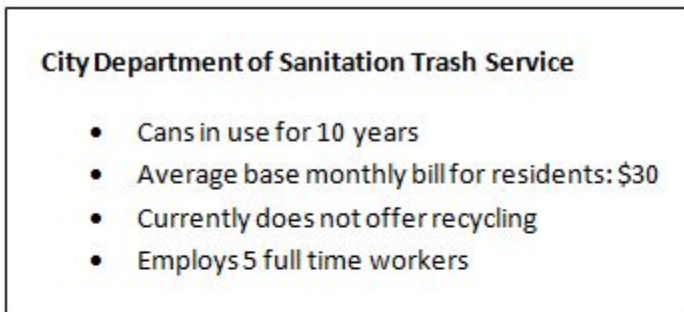 City Department of Sanitation Trash Service
• Cans in use for 10 years
• Average base monthly bill for residents: $30
• Currently does not offer recycling
• Employs 5 full time workers